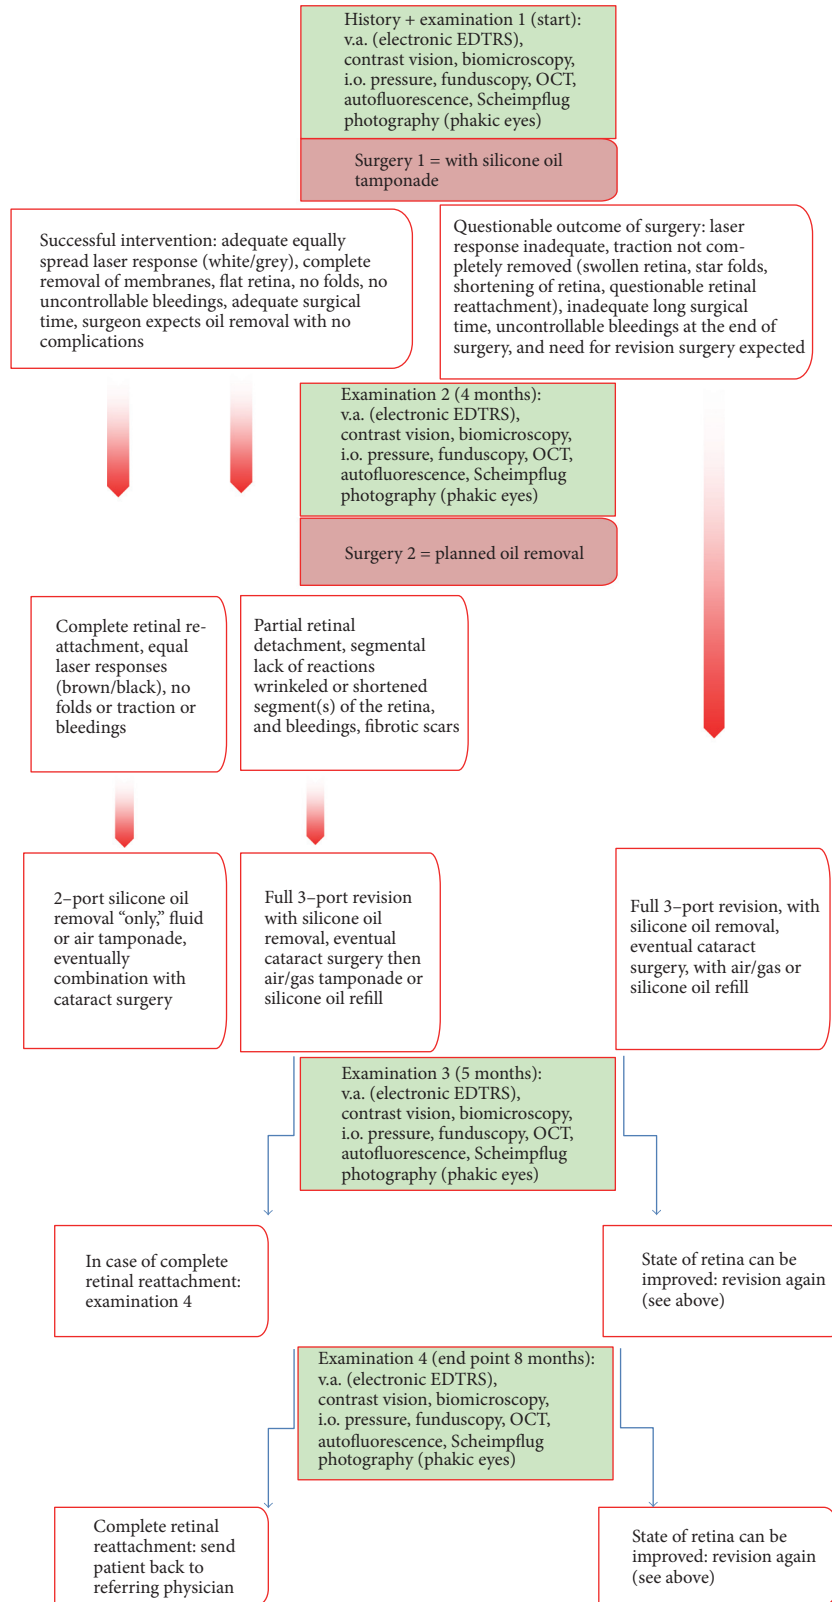 History + examination 1 (start):
v.a. (electronic EDTRS),
contrast vision, biomicroscopy,
i.o. pressure, funduscopy, OCT,
autofluorescence, Scheimpflug
photography (phakic eyes)
Surgery 1 = with silicone oil
tamponade
Successful intervention: adequate equally
spread laser response (white/grey), complete
removal of membranes, flat retina, no folds, no
uncontrollable bleedings, adequate surgical
time, surgeon expects oil removal with no
complications
Questionable outcome of surgery: laser
response inadequate, traction not com-
pletely removed (swollen retina, star folds,
shortening of retina, questionable retinal
reattachment), inadequate long surgical
time, uncontrollable bleedings at the end of
surgery, and need for revision surgery expected
Examination 2 (4 months):
v.a. (electronic EDTRS),
contrast vision, biomicroscopy,
i.o. pressure, funduscopy, OCT,
autofluorescence, Scheimpflug
photography (phakic eyes)
Surgery 2 = planned oil removal
Complete retinal re-
attachment, equal
laser responses
(brown/black), no
folds or traction or
bleedings
Partial retinal
detachment, segmental
lack of reactions
wrinkeled or shortened
segment(s) of the retina,
and bleedings, fibrotic scars
2–port silicone oil
removal “only,” fluid
or air tamponade,
eventually
combination with
cataract surgery
Full 3–port revision
with silicone oil
removal, eventual
cataract surgery then
air/gas tamponade or
silicone oil refill
Full 3–port revision, with
silicone oil removal,
eventual cataract
surgery, with air/gas or
silicone oil refill
Examination 3 (5 months):
v.a. (electronic EDTRS),
contrast vision, biomicroscopy,
i.o. pressure, funduscopy, OCT,
autofluorescence, Scheimpflug
photography (phakic eyes)
In case of complete
retinal reattachment:
examination 4
State of retina can be
improved: revision again
(see above)
Examination 4 (end point 8 months):
v.a. (electronic EDTRS),
contrast vision, biomicroscopy,
i.o. pressure, funduscopy, OCT,
autofluorescence, Scheimpflug
photography (phakic eyes)
Complete retinal
reattachment: send
patient back to
referring physician
State of retina can be
improved: revision again
(see above)